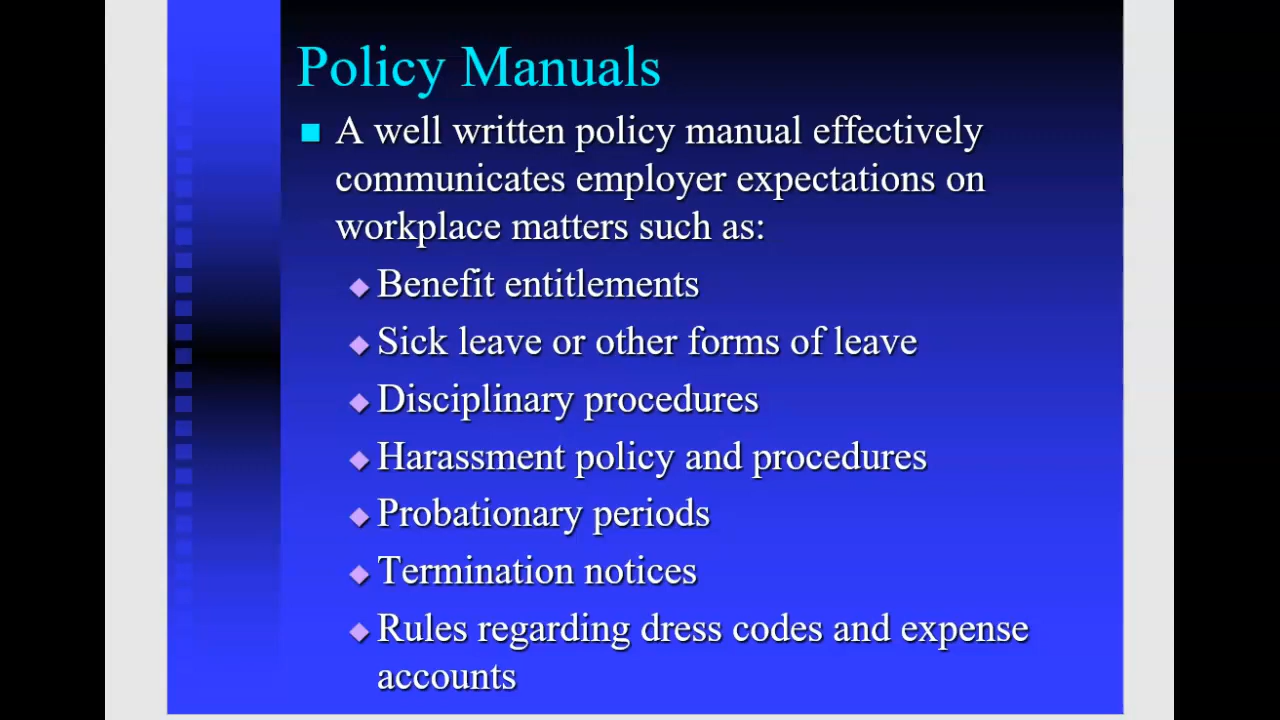 Policy Manuals
A well written policy manual effectively
communicates employer expectations on
workplace matters such as:
Benefit entitlements
Sick leave or other forms of leave
Disciplinary procedures
Harassment policy and procedures
Probationary periods
Termination notices
Rules regarding dress codes and expense
accounts